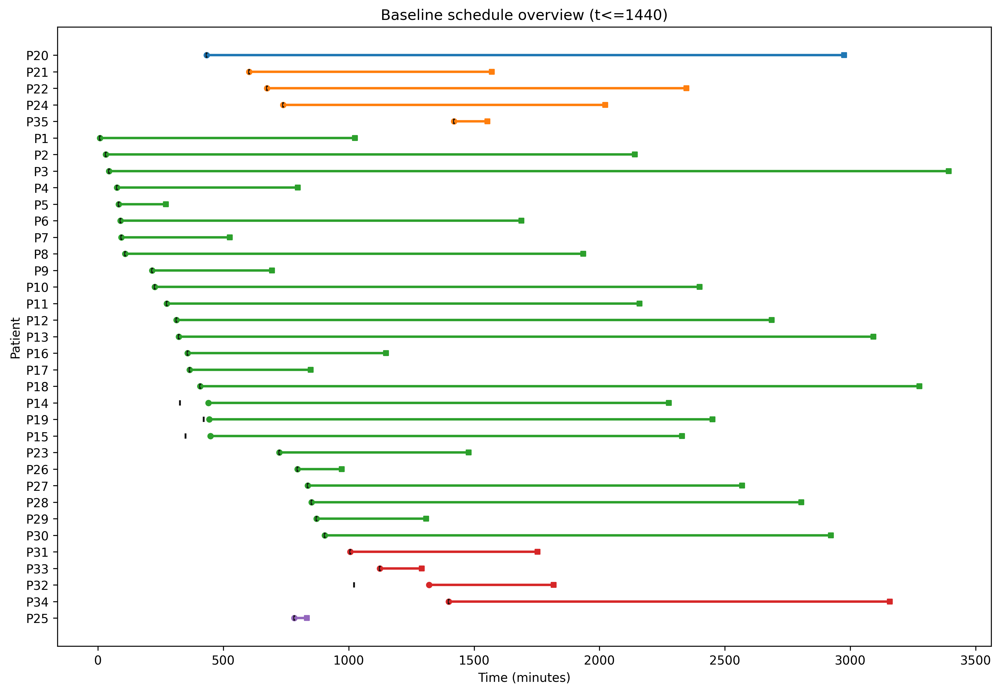 Baseline schedule overview (t<=1440)
Patient
P20
P21
P22
P24
P35
P1
P2
P3
P4
P5
P6
P7
P8
P9
P10
P11
P12
P13
P16
P17
P18
P14
P19
P15
P23
P26
P27
P28
P29
P30
P31
P33
P32
P34
P25
0 500 1000 1500 2000 2500 3000 3500
Time (minutes)